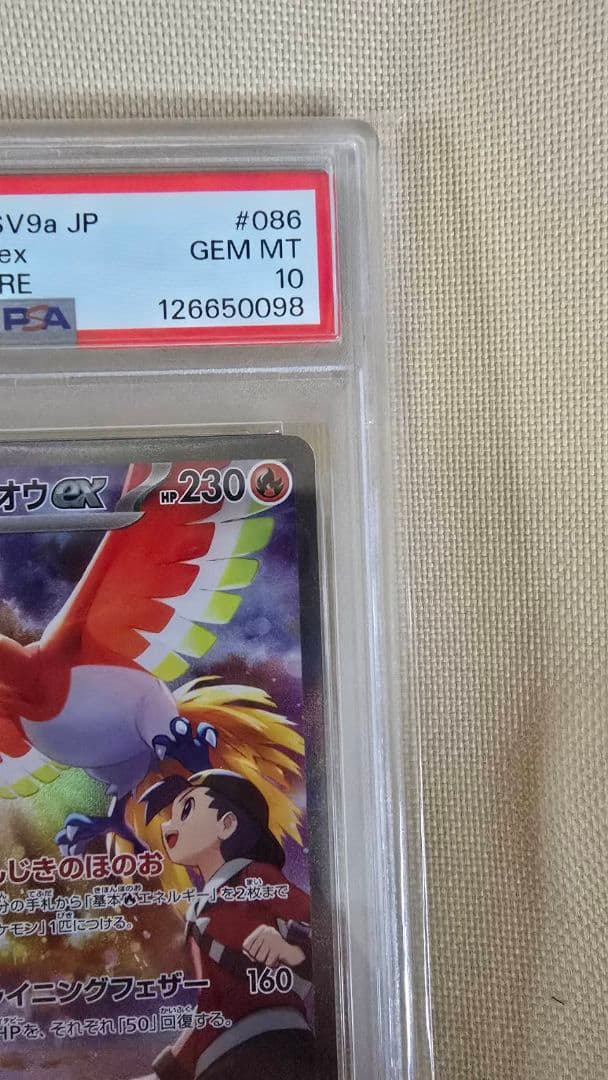 SV9a JP #086
ex GEM MT
RE 10
PSA 126650098
オウex HP230
じきのほのお
分の手札から「基本エネルギー」を2枚まで
ケモン」1匹につける。
イニングフェザー 160
HPを、それぞれ「50」回復する。